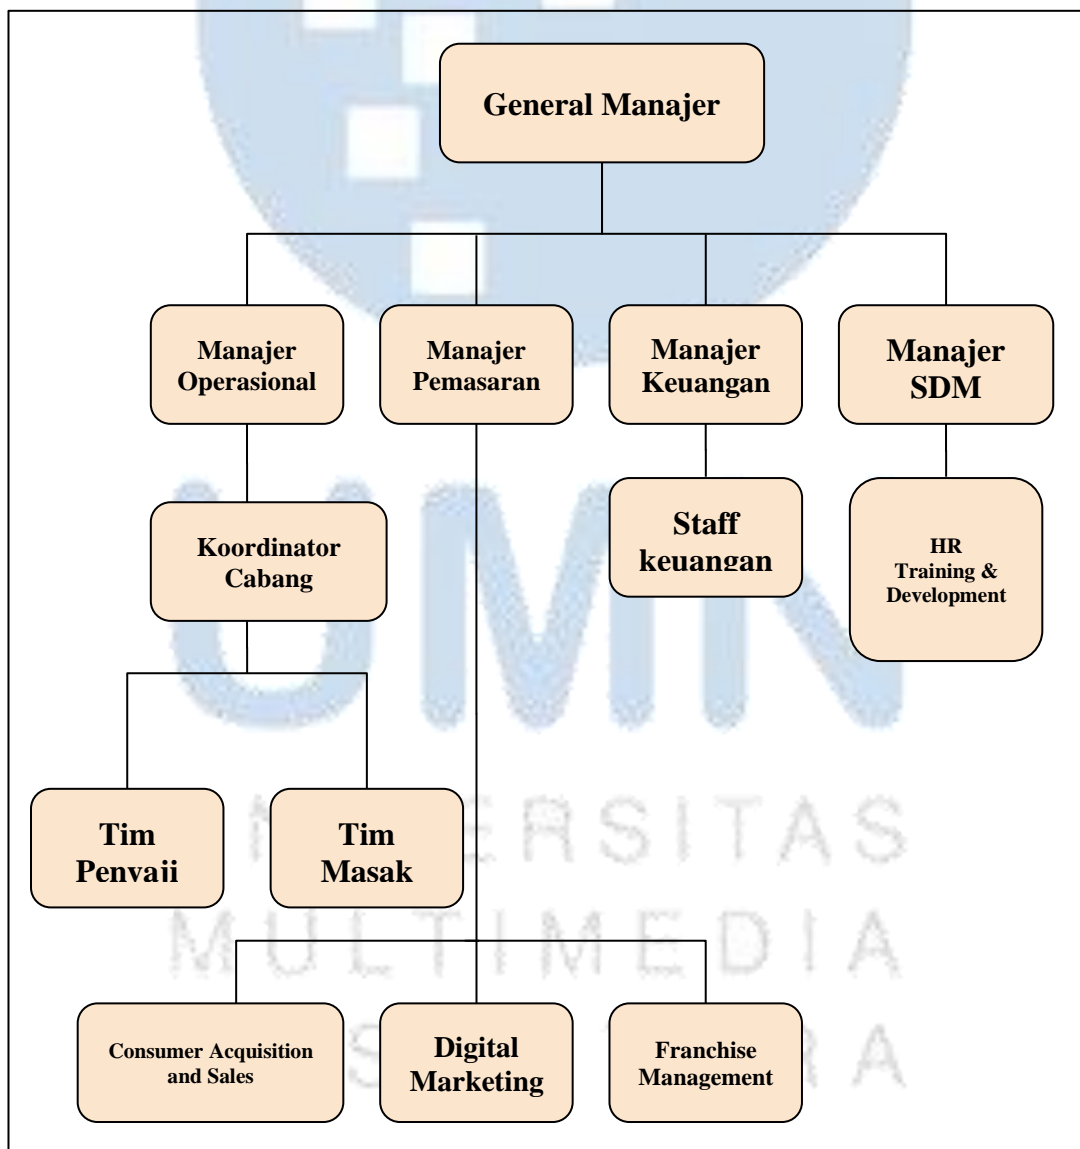 General Manajer
Manajer
Operasional
Manajer
Pemasaran
Manajer
Keuangan
Manajer
SDM
Koordinator
Cabang
Staff
keuangan
HR
Training &
Development
Tim
Penyaji
Tim
Masak
Consumer Acquisition
and Sales
Digital
Marketing
Franchise
Management
UMN
UNIVERSITAS
MULTIMEDIA